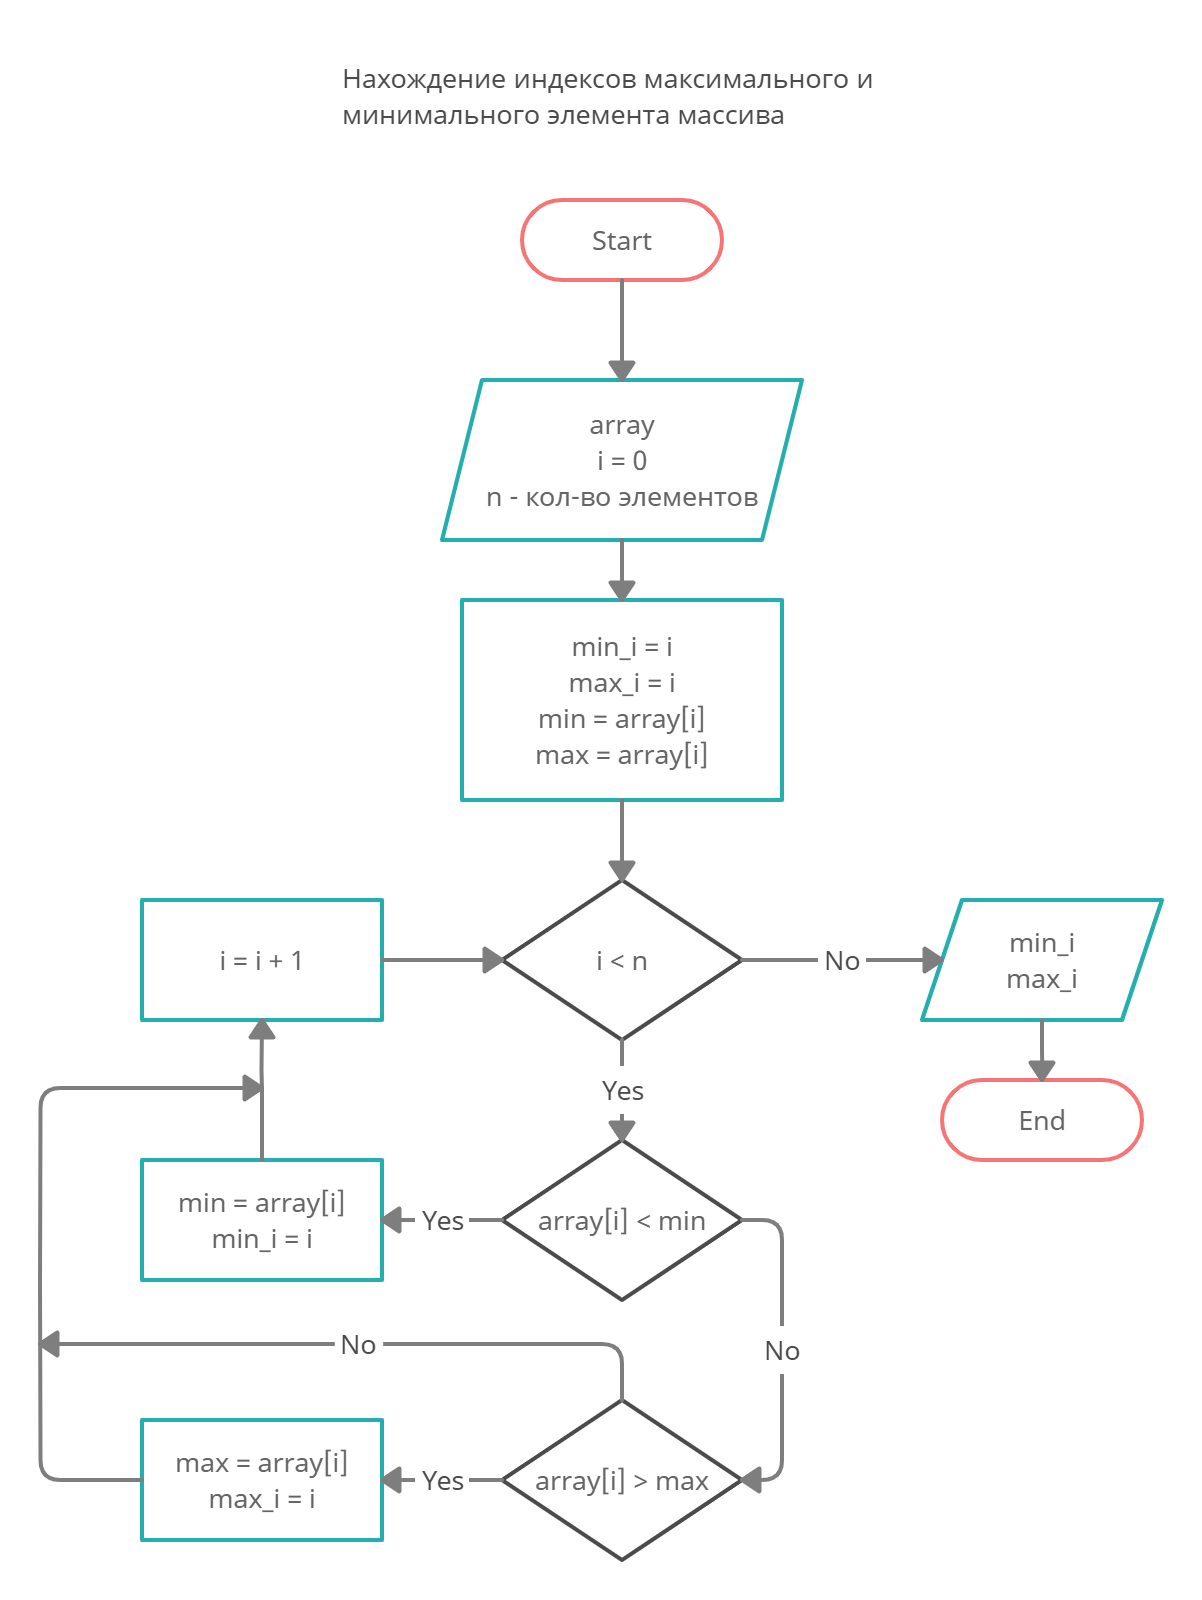 Нахождение индексов максимального и
минимального элемента массива
Start
array
i = 0
n - кол-во элементов
min_i = i
max_i = i
min = array[i]
max = array[i]
i = i + 1
i < n
No
min_i
max_i
Yes
End
min = array[i]
min_i = i
Yes
array[i] < min
No
No
max = array[i]
max_i = i
Yes
array[i] > max